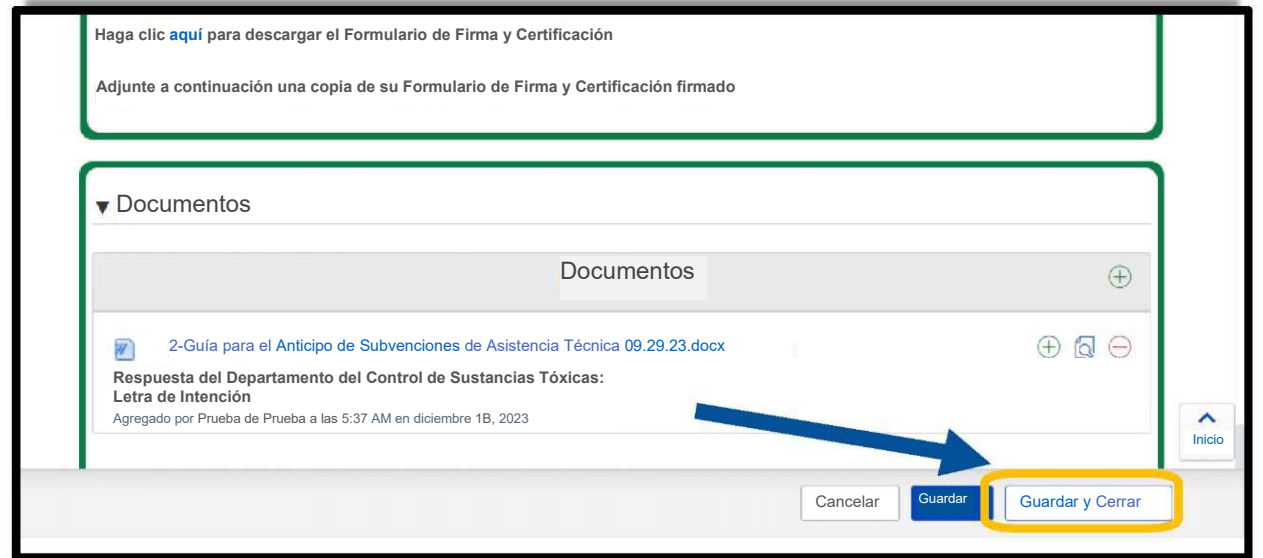 Haga clic aquí para descargar el Formulario de Firma y Certificación
Adjunte a continuación una copia de su Formulario de Firma y Certificación firmado
Documentos
Documentos
2-Guía para el Anticipo de Subvenciones de Asistencia Técnica 09.29.23.docx
Respuesta del Departamento del Control de Sustancias Tóxicas:
Letra de Intención
Agregado por Prueba de Prueba a las 5:37 AM en diciembre 1B, 2023
Inicio
Cancelar
Guardar
Guardar y Cerrar